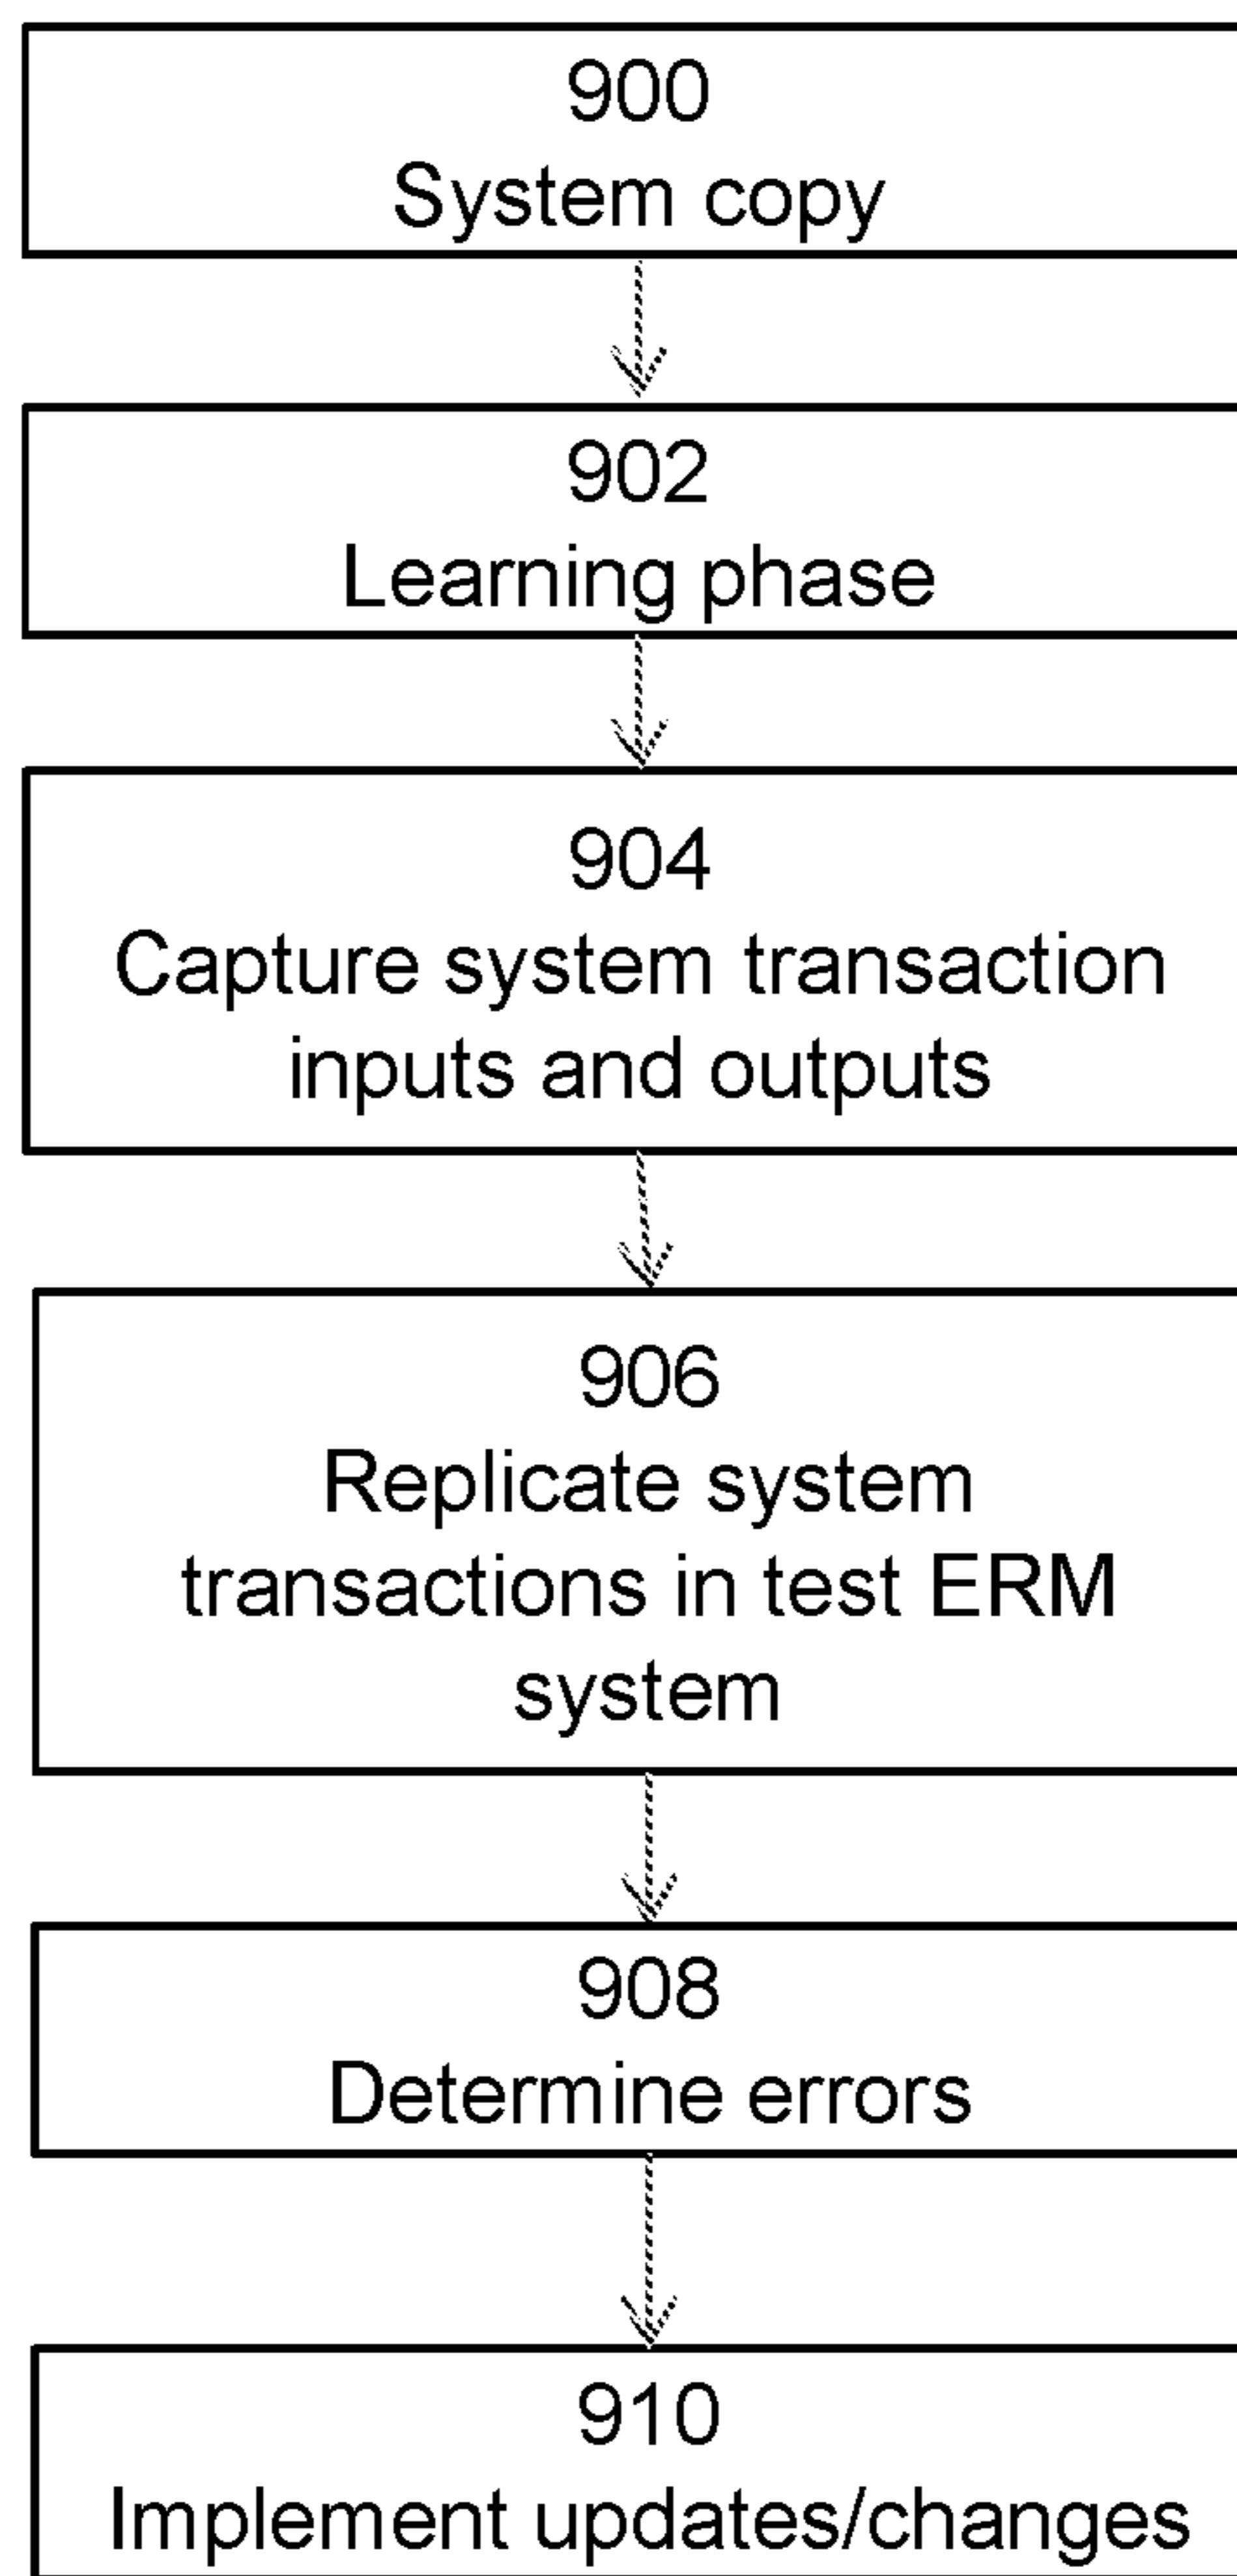 900
System copy
902
Learning phase
904
Capture system transaction
inputs and outputs
906
Replicate system
transactions in test ERM
system
908
Determine errors
910
Implement updates/changes